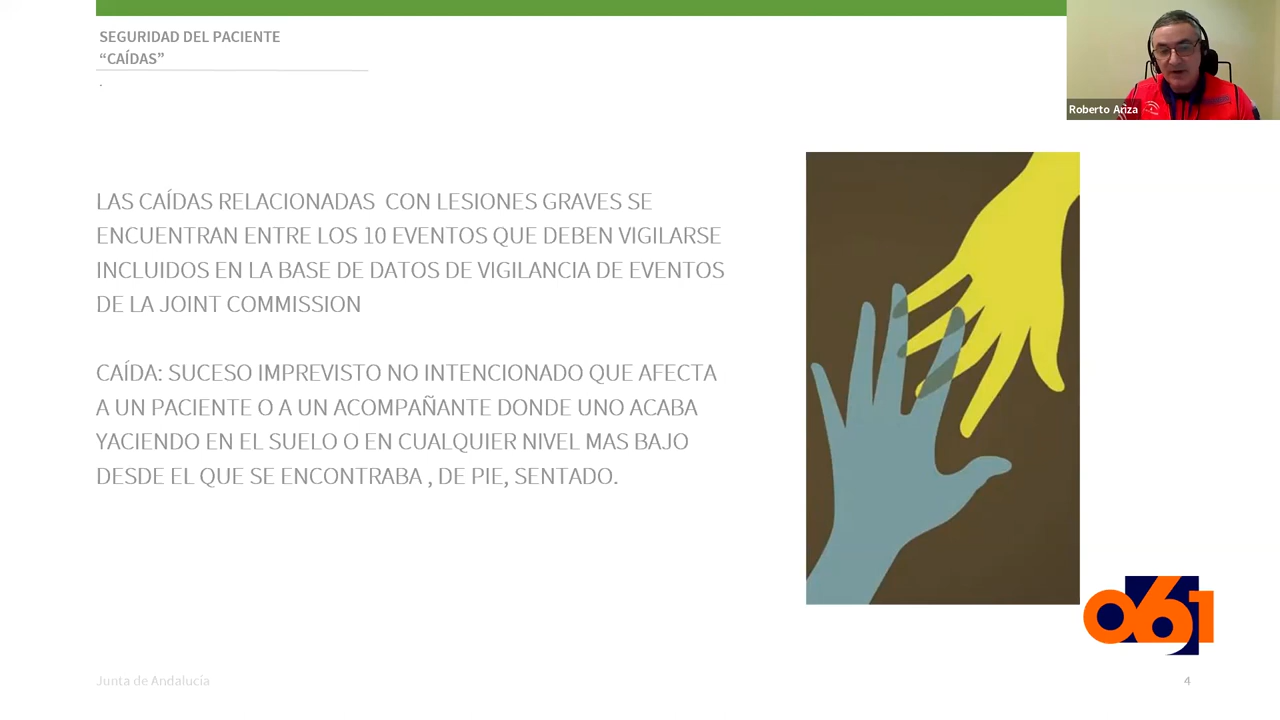 SEGURIDAD DEL PACIENTE
“CAÍDAS”
.
Roberto Ariza
LAS CAÍDAS RELACIONADAS CON LESIONES GRAVES SE
ENCUENTRAN ENTRE LOS 10 EVENTOS QUE DEBEN VIGILARSE
INCLUIDOS EN LA BASE DE DATOS DE VIGILANCIA DE EVENTOS
DE LA JOINT COMMISSION
CAÍDA: SUCESO IMPREVISTO NO INTENCIONADO QUE AFECTA
A UN PACIENTE O A UN ACOMPAÑANTE DONDE UNO ACABA
YACIENDO EN EL SUELO O EN CUALQUIER NIVEL MAS BAJO
DESDE EL QUE SE ENCONTRABA , DE PIE, SENTADO.
061
Junta de Andalucía
4